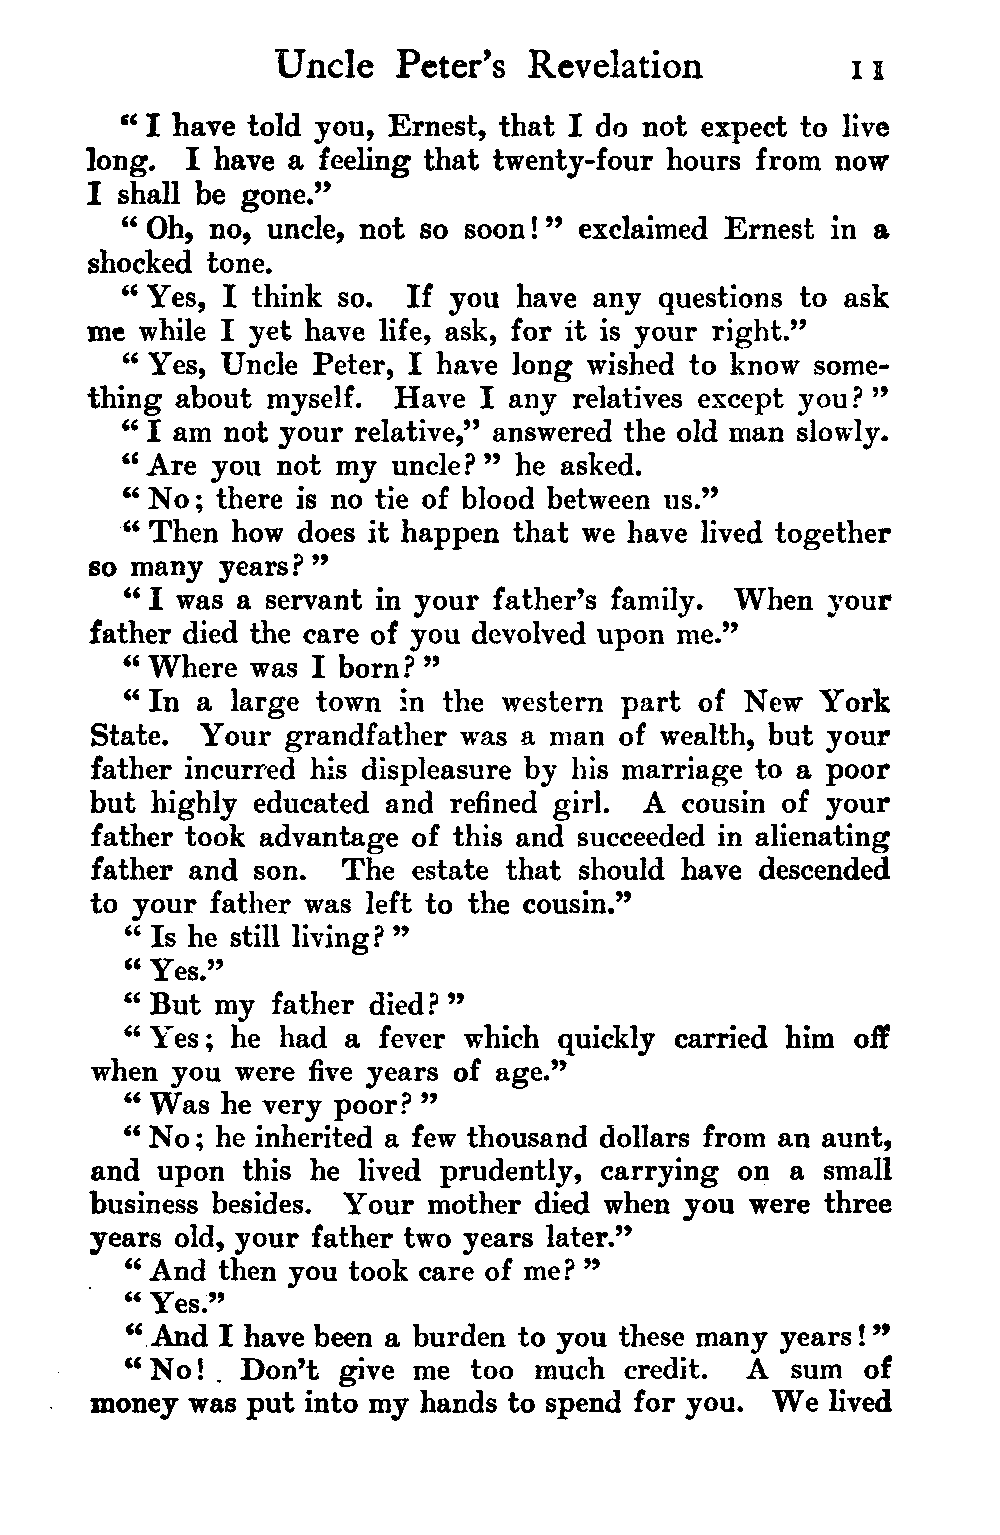 Uncle Peter's Revelation 11
“I have told you, Ernest, that I do not expect to live
long. I have a feeling that twenty-four hours from now
I shall be gone.”
“Oh, no, uncle, not so soon!” exclaimed Ernest in a
shocked tone.
“Yes, I think so. If you have any questions to ask
me while I yet have life, ask, for it is your right.”
“Yes, Uncle Peter, I have long wished to know some-
thing about myself. Have I any relatives except you?”
“I am not your relative,” answered the old man slowly.
“Are you not my uncle?” he asked.
“No; there is no tie of blood between us.”
“Then how does it happen that we have lived together
so many years?”
“I was a servant in your father's family. When your
father died the care of you devolved upon me.”
“Where was I born?”
“In a large town in the western part of New York
State. Your grandfather was a man of wealth, but your
father incurred his displeasure by his marriage to a poor
but highly educated and refined girl. A cousin of your
father took advantage of this and succeeded in alienating
father and son. The estate that should have descended
to your father was left to the cousin.”
“Is he still living?”
“Yes.”
“But my father died?”
“Yes; he had a fever which quickly carried him off
when you were five years of age.”
“Was he very poor?”
“No; he inherited a few thousand dollars from an aunt,
and upon this he lived prudently, carrying on a small
business besides. Your mother died when you were three
years old, your father two years later.”
“And then you took care of me?”
“Yes.”
“And I have been a burden to you these many years!”
“No! Don't give me too much credit. A sum of
money was put into my hands to spend for you. We lived